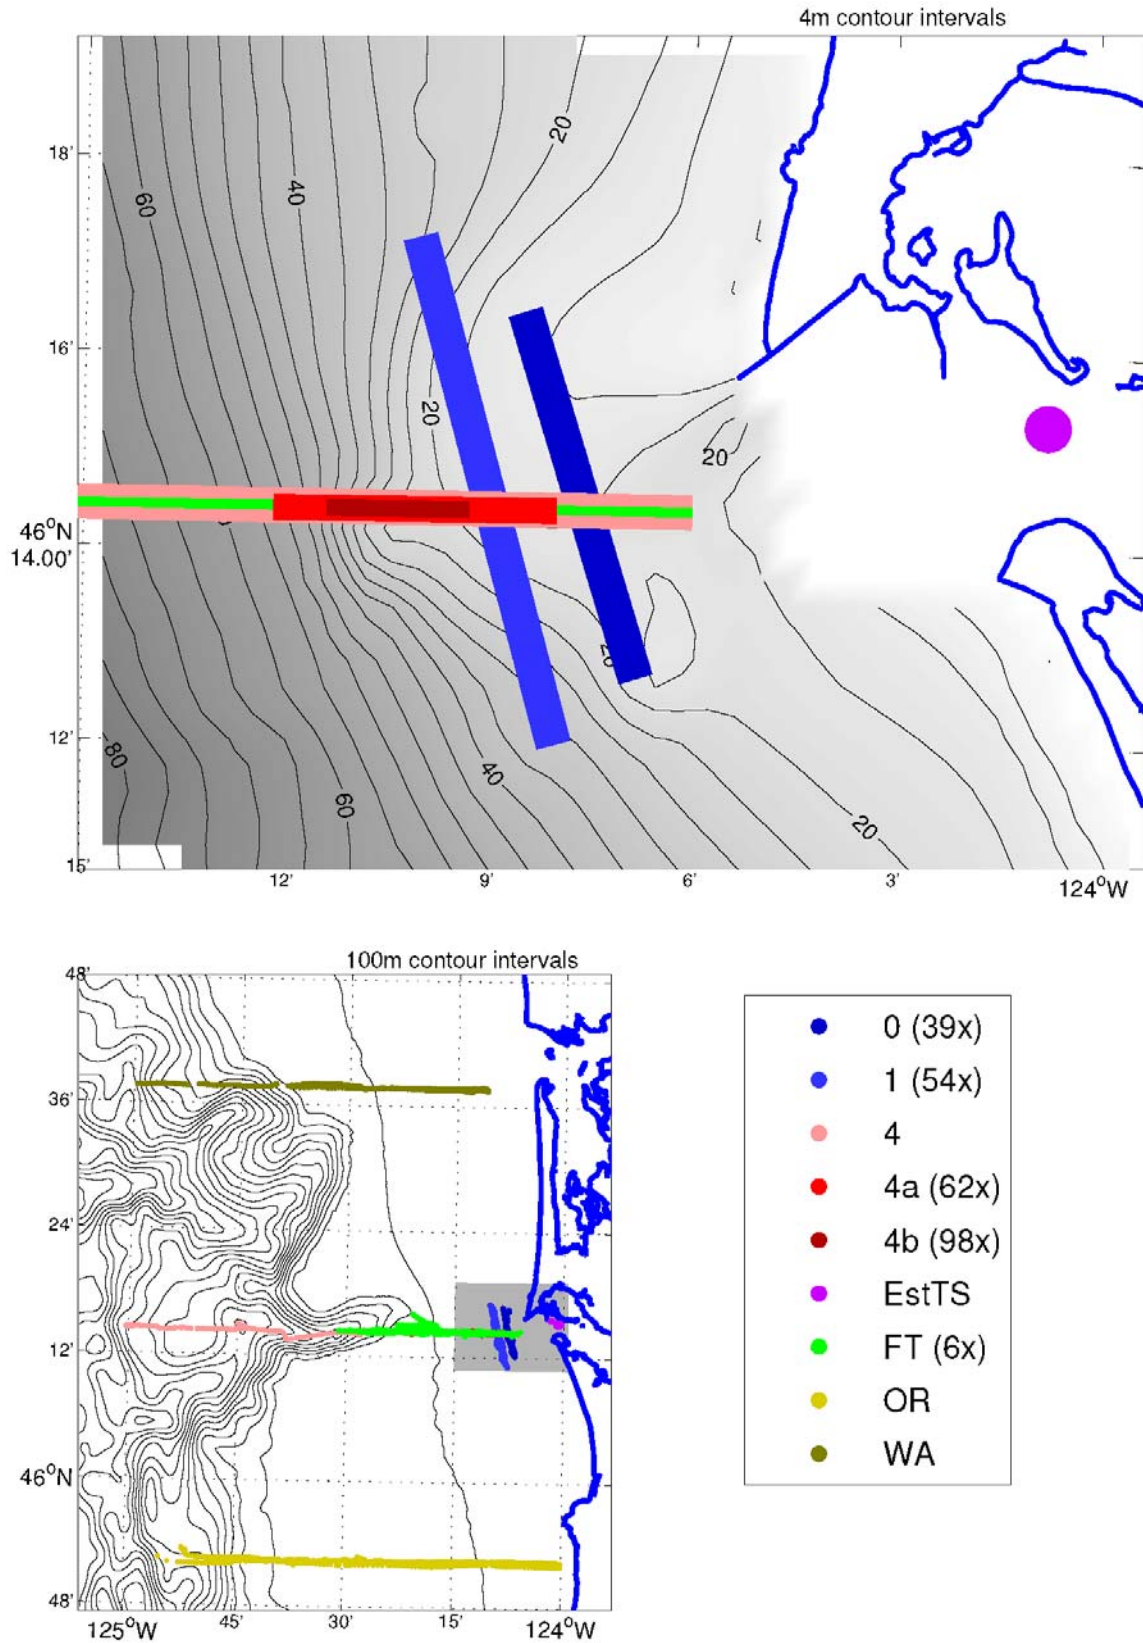 4m contour intervals
20
18'
60
40
16'
20
20
46°N
14.00'
20
12'
80
40
60
20
15'
12'
9'
6'
3'
124°W
100m contour intervals
48'
36'
24'
12'
46°N
48'
125°W
45'
30'
15'
124°W
0 (39x)
1 (54x)
4
4a (62x)
4b (98x)
EstTS
FT (6x)
OR
WA